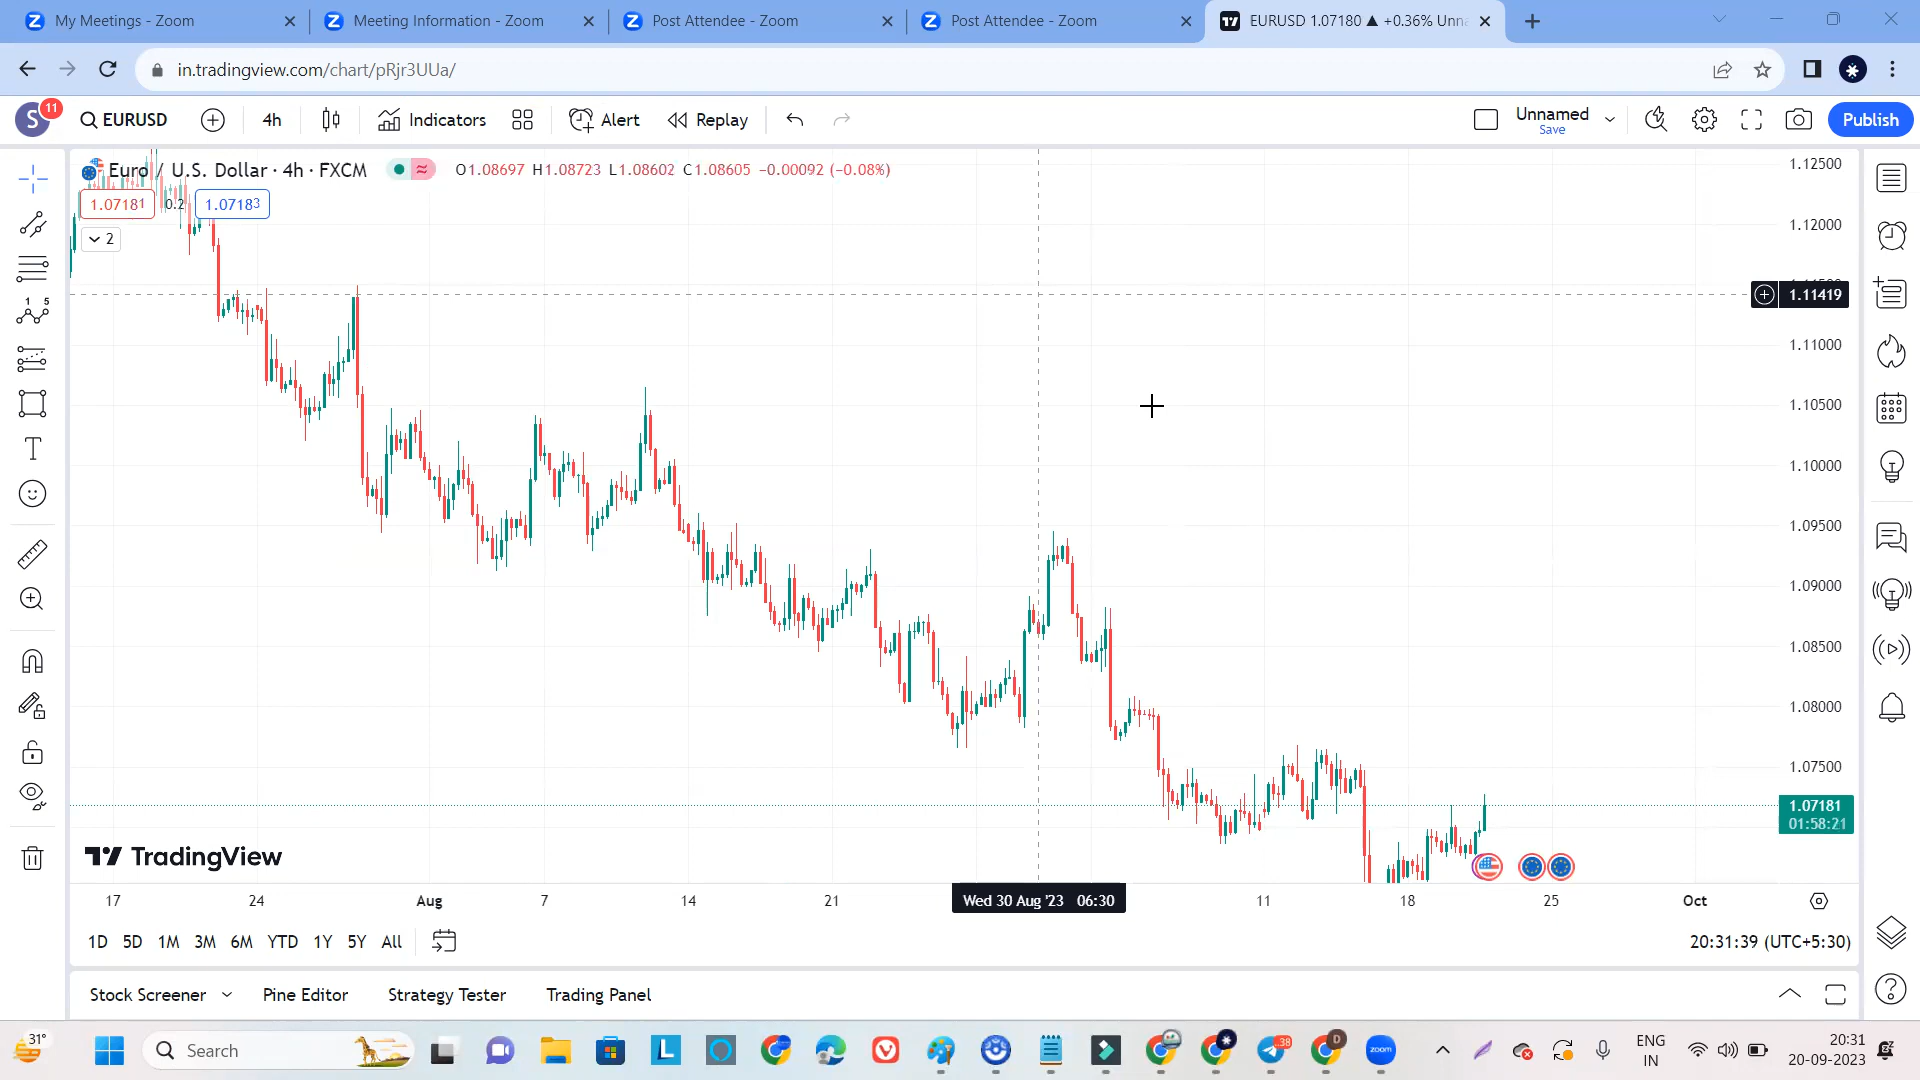 My Meetings - Zoom
Meeting Information - Zoom
Post Attendee - Zoom
Post Attendee - Zoom
EURUSD 1.07180 ▲ +0.36% Unna
in.tradingview.com/chart/pRjr3UUa/
S
11
EURUSD
4h
Indicators
Alert
Replay
Unnamed
Save
Publish
Euro / U.S. Dollar · 4h · FXCM
O1.08697 H1.08723 L1.08602 C1.08605 −0.00092 (−0.08%)
1.07181
0.2
1.07183
2
1 5
1.12500
1.12000
1.11419
1.11000
1.10500
1.10000
1.09500
1.09000
1.08500
1.08000
1.07500
1.07181
01:58:21
TradingView
17
24
Aug
7
14
21
Wed 30 Aug '23 06:30
11
18
25
Oct
1D
5D
1M
3M
6M
YTD
1Y
5Y
All
20:31:39 (UTC+5:30)
Stock Screener
Pine Editor
Strategy Tester
Trading Panel
31°
Search
L
38
D
zoom
ENG
IN
20:31
20-09-2023